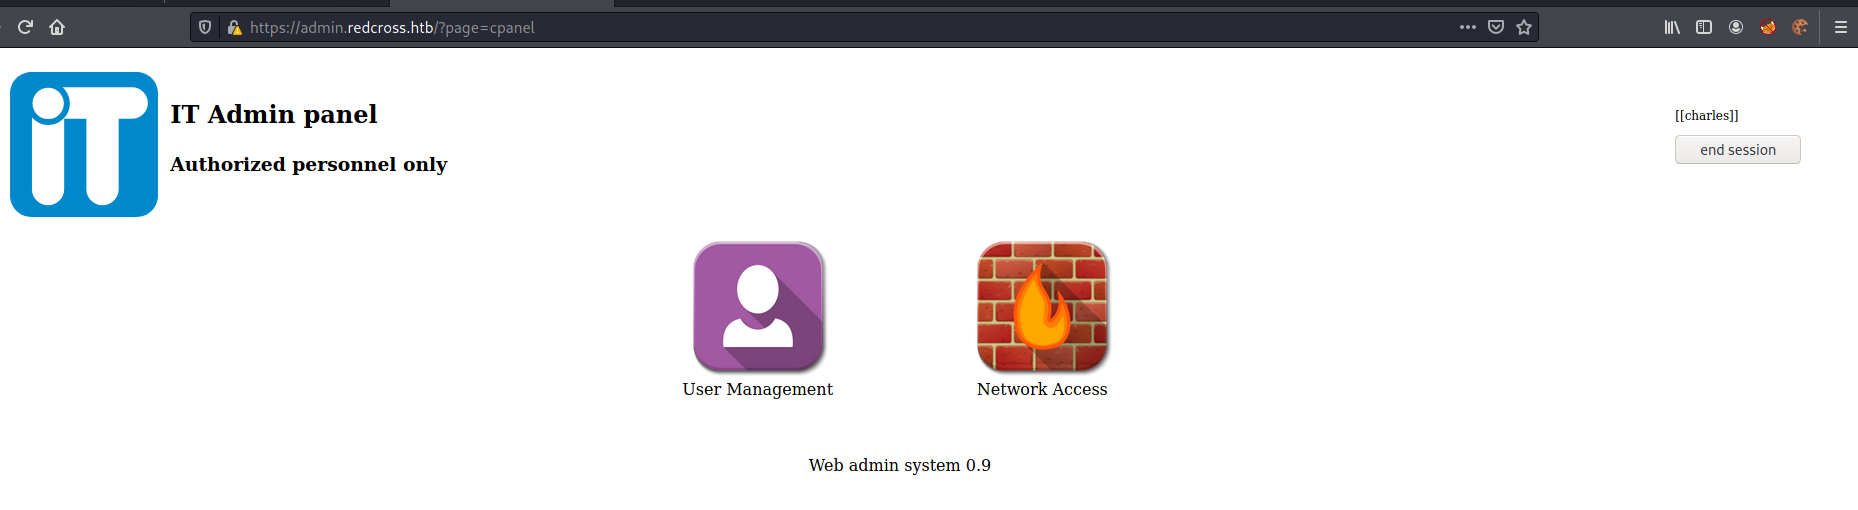 https://admin.redcross.htb/?page=cpanel
iT
IT Admin panel
Authorized personnel only
[[charles]]
end session
User Management
Network Access
Web admin system 0.9